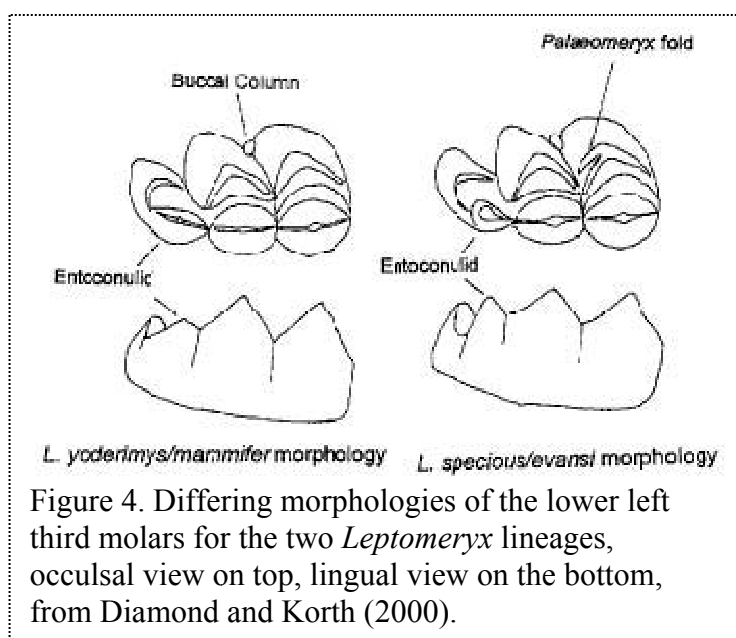 Palaeomeryx
fold
Buccal Column
Entoconulid
Entoconulid
L. yoderimys/mammifer morphology
L. specious/evansi morphology
Figure 4. Differing morphologies of the lower left
third molars for the two Leptomeryx lineages,
occulsal view on top, lingual view on the bottom,
from Diamond and Korth (2000).